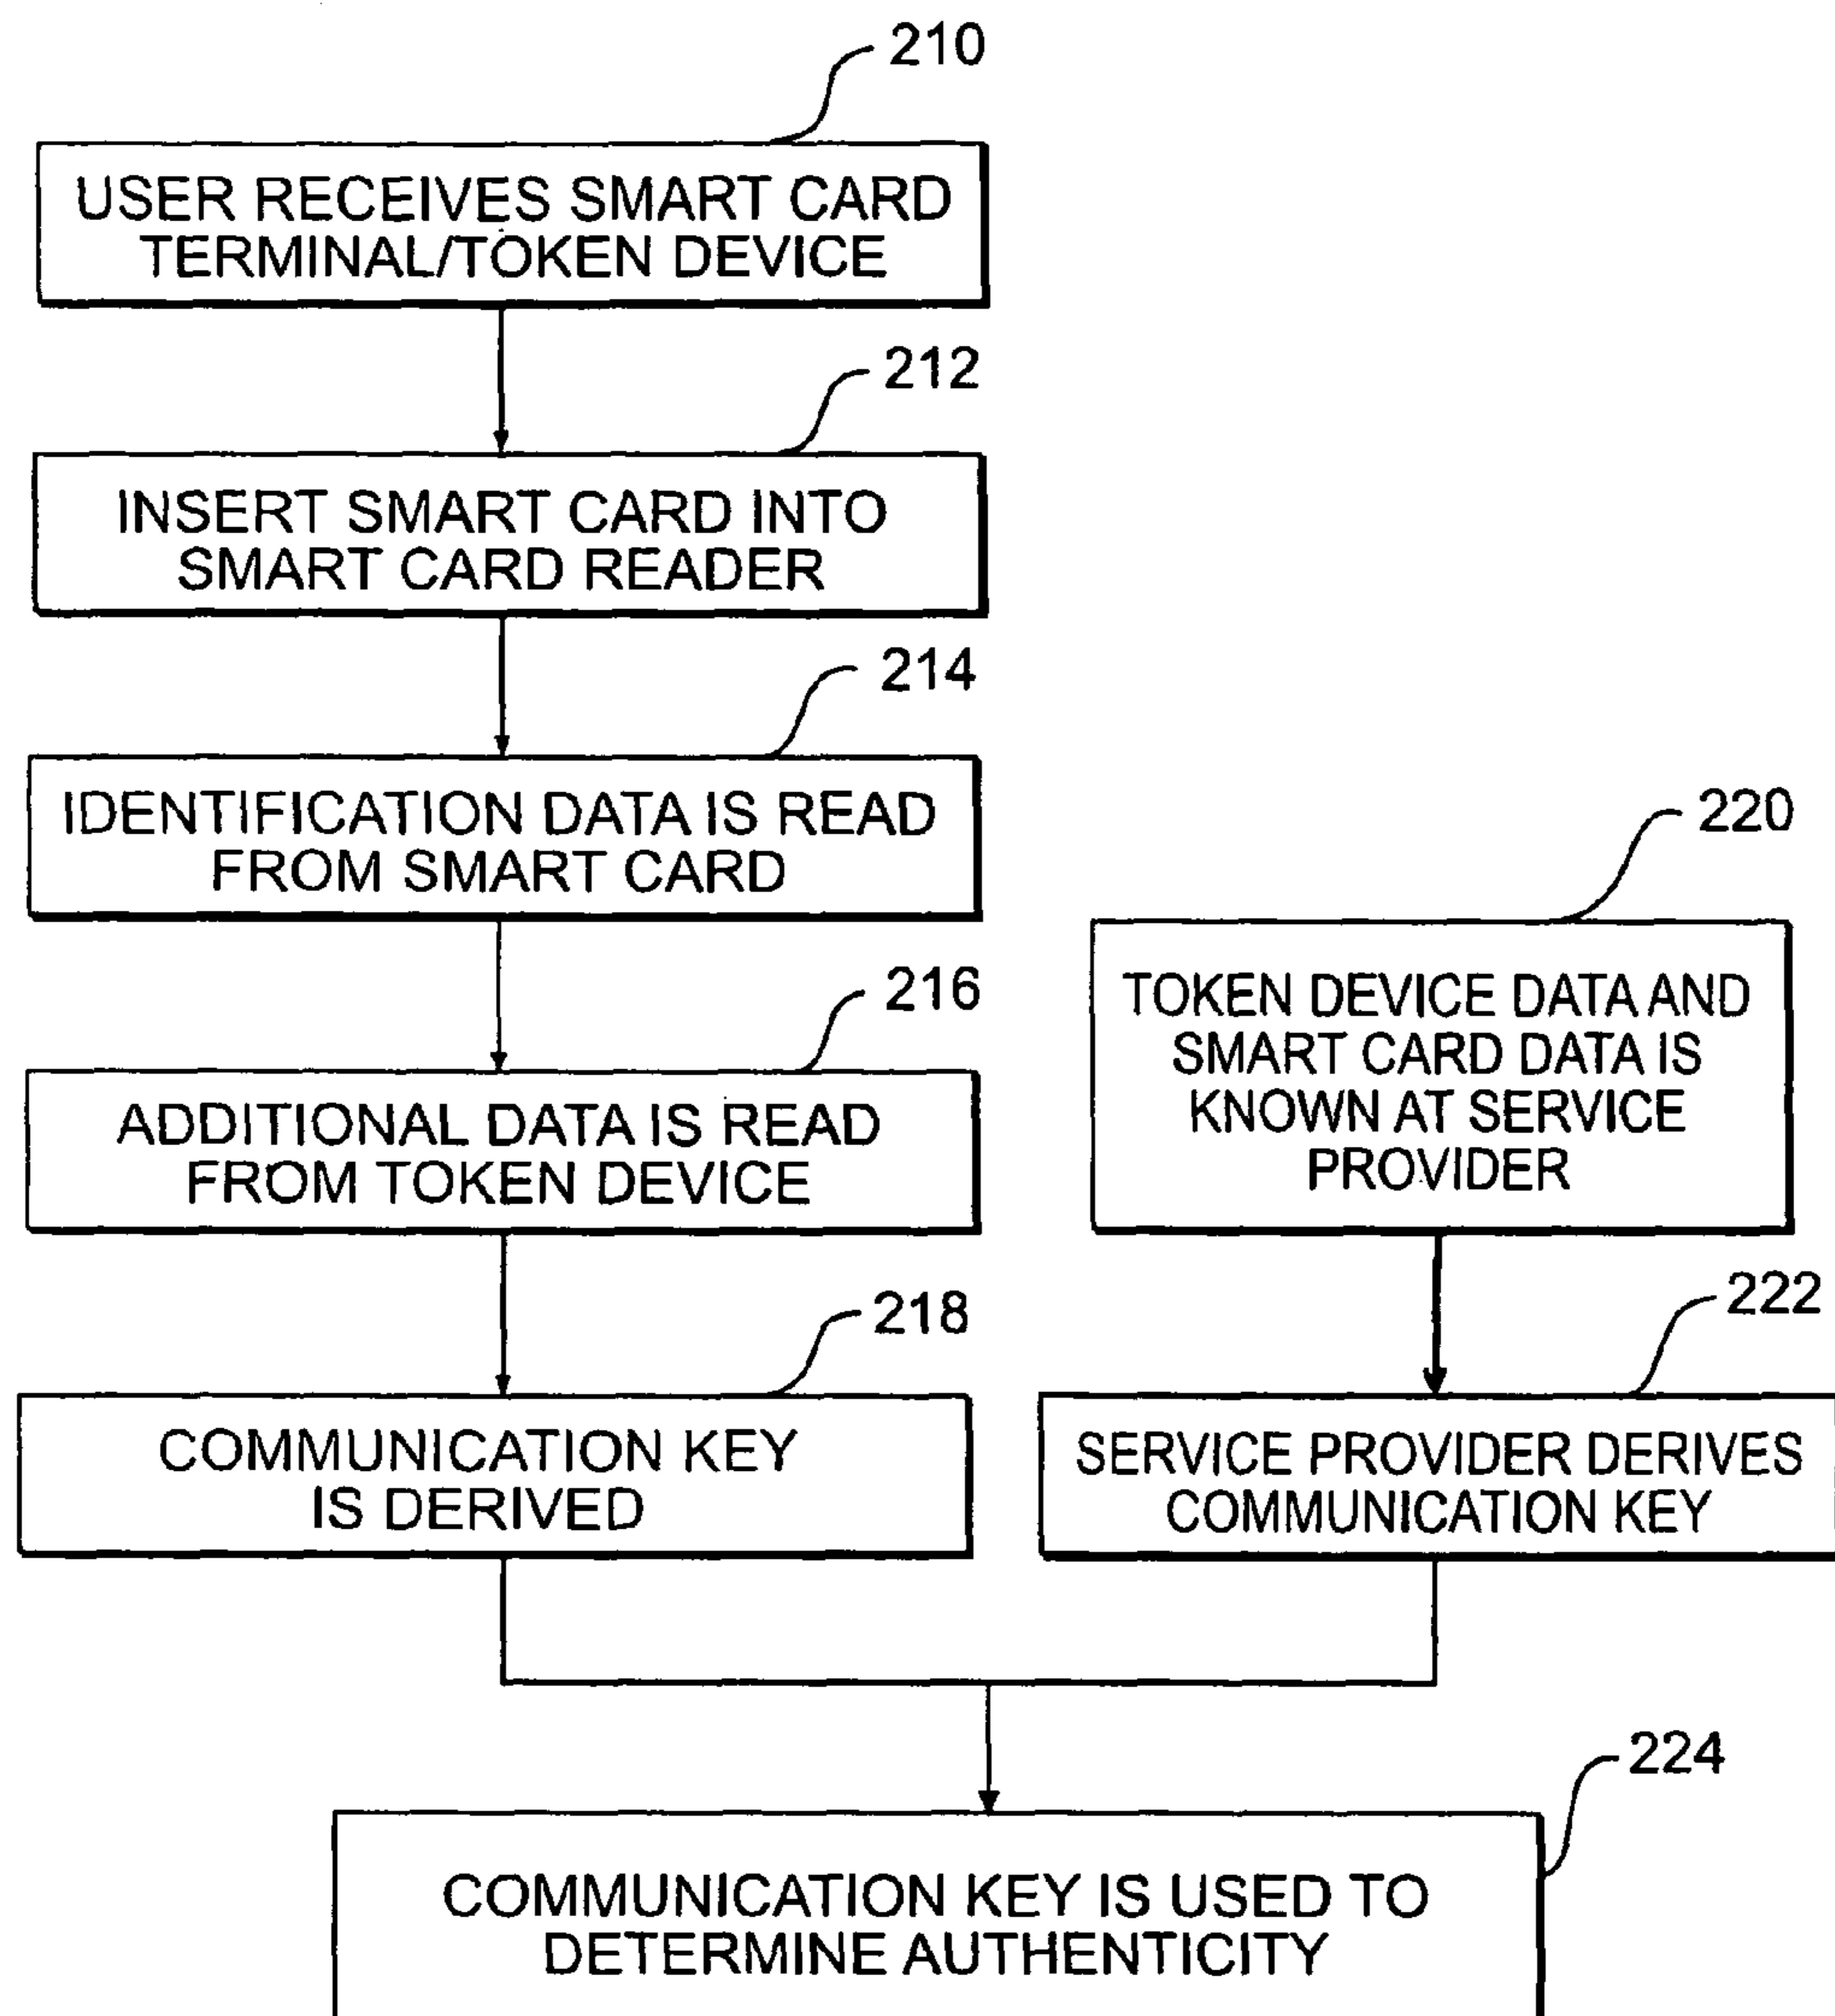 210
USER RECEIVES SMART CARD
TERMINAL/TOKEN DEVICE
212
INSERT SMART CARD INTO
SMART CARD READER
214
IDENTIFICATION DATA IS READ
FROM SMART CARD
216
ADDITIONAL DATA IS READ
FROM TOKEN DEVICE
218
COMMUNICATION KEY
IS DERIVED
220
TOKEN DEVICE DATA AND
SMART CARD DATA IS
KNOWN AT SERVICE
PROVIDER
222
SERVICE PROVIDER DERIVES
COMMUNICATION KEY
224
COMMUNICATION KEY IS USED TO
DETERMINE AUTHENTICITY